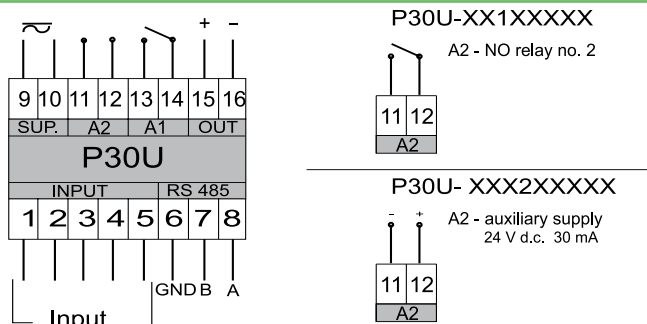 + -
9 10 11 12 13 14 15 16
SUP. A2 A1 OUT
P30U
INPUT RS 485
1 2 3 4 5 6 7 8
GND B A
Input
P30U-XX1XXXXX
A2 - NO relay no. 2
11 12
A2
P30U- XXX2XXXXX
- +
A2 - auxiliary supply
24 V d.c. 30 mA
11 12
A2